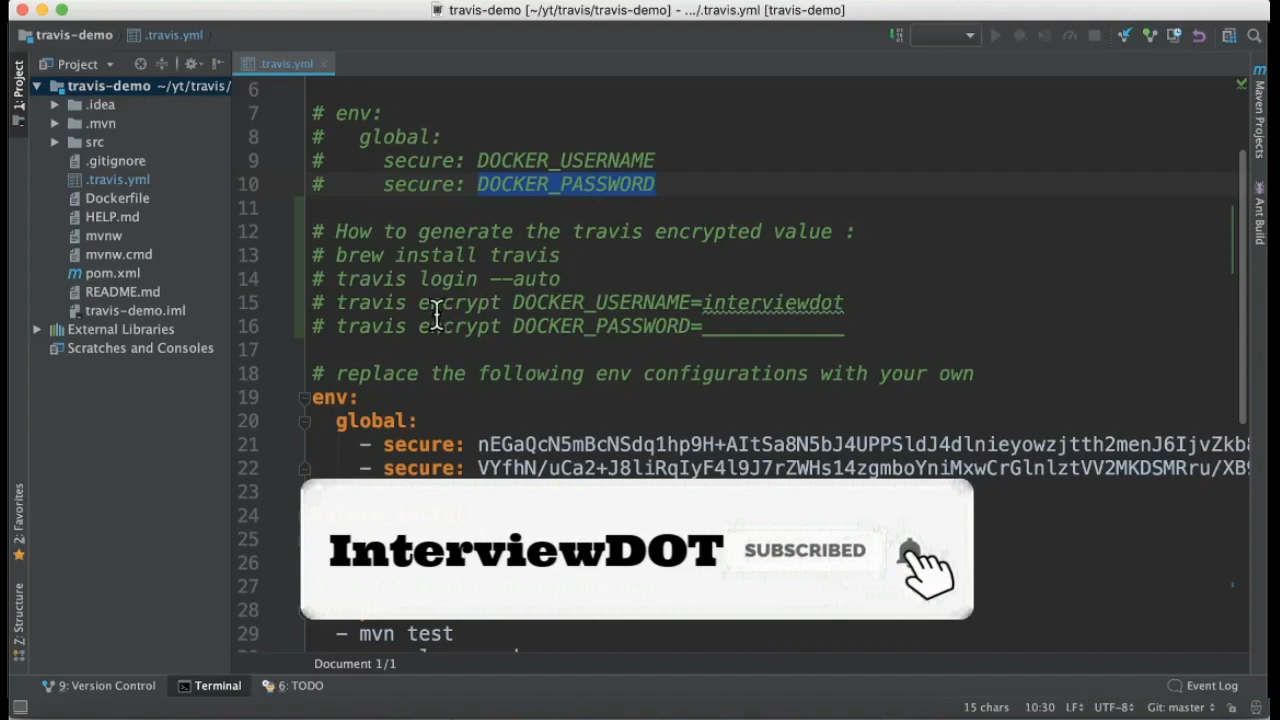 travis-demo [~/yt/travis/travis-demo] - .../.travis.yml [travis-demo]
travis-demo .travis.yml
1: Project
Project
.travis.yml
travis-demo ~/yt/travis/
.idea
.mvn
src
.gitignore
.travis.yml
Dockerfile
HELP.md
mvnw
mvnw.cmd
pom.xml
README.md
travis-demo.iml
External Libraries
Scratches and Consoles
6
7 # env:
8 #   global:
9 #     secure: DOCKER_USERNAME
10 #     secure: DOCKER_PASSWORD
11
12 # How to generate the travis encrypted value :
13 # brew install travis
14 # travis login --auto
15 # travis encrypt DOCKER_USERNAME=interviewdot
16 # travis encrypt DOCKER_PASSWORD=____________
17
18 # replace the following env configurations with your own
19 env:
20   global:
21     - secure: nEGaQcN5mBcNSdq1hp9H+AItSa8N5bJ4UPPSldJ4dlnieyowzjtth2menJ6IjvZkb
22     - secure: VYfhN/uCa2+J8liRqIyF4l9J7rZWHs14zgmboYniMxwCrGlnlztVV2MKDSMRru/XB9
23
24
25
26
27
28
29   - mvn test
InterviewDOT SUBSCRIBED
Document 1/1
Maven Projects
Ant Build
2: Favorites
Z: Structure
9: Version Control Terminal 6: TODO Event Log
15 chars 10:30 LF UTF-8 Git: master